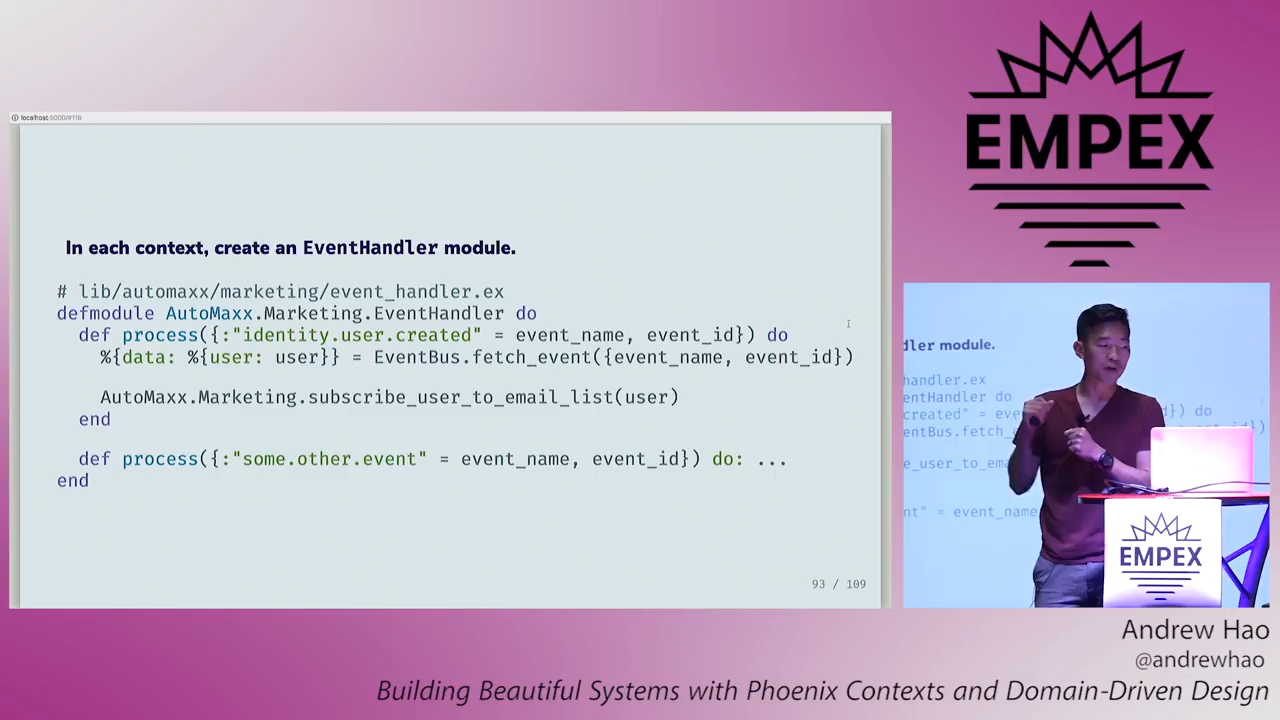 EMPEX
localhost:5000/#116
In each context, create an EventHandler module.
# lib/automaxx/marketing/event_handler.ex
defmodule AutoMaxx.Marketing.EventHandler do
def process({:"identity.user.created" = event_name, event_id}) do
%{data: %{user: user}} = EventBus.fetch_event({event_name, event_id})
AutoMaxx.Marketing.subscribe_user_to_email_list(user)
end
def process({:"some.other.event" = event_name, event_id}) do: ...
end
93 / 109
dler module.
handler.ex
entHandler do
created" = eve
}) do
entBus.fetch_
e_user_to_ema
nt" = event_name
EMPEX
Andrew Hao
@andrewhao
Building Beautiful Systems with Phoenix Contexts and Domain-Driven Design